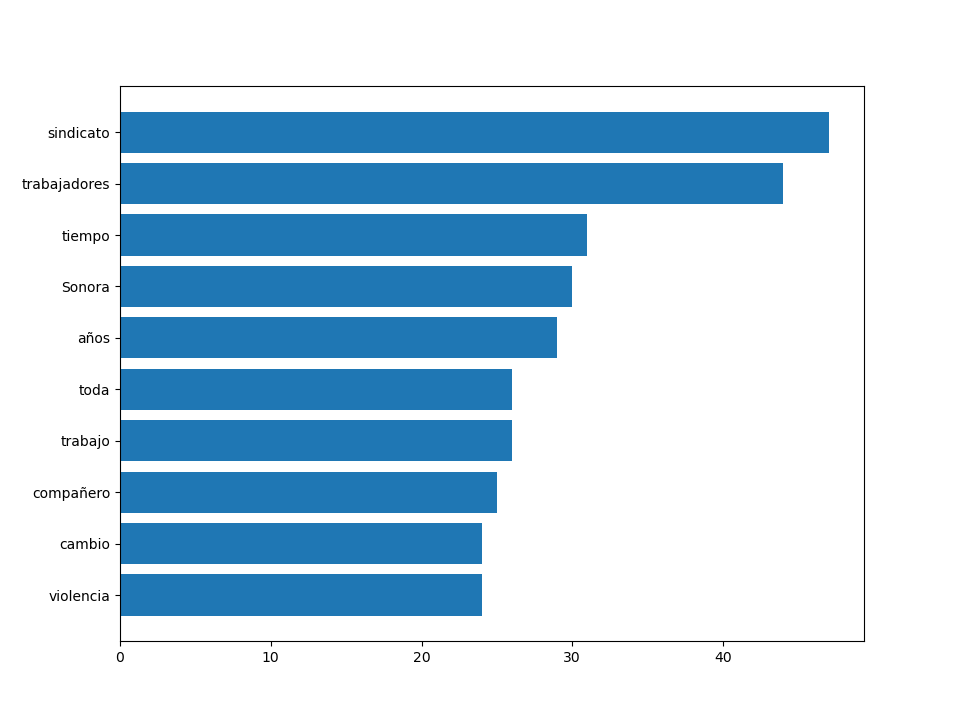 sindicato
trabajadores
tiempo
Sonora
años
toda
trabajo
compañero
cambio
violencia
0 10 20 30 40